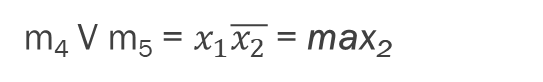 m₄ V m₅ = x₁x̅₂̅ = max₂